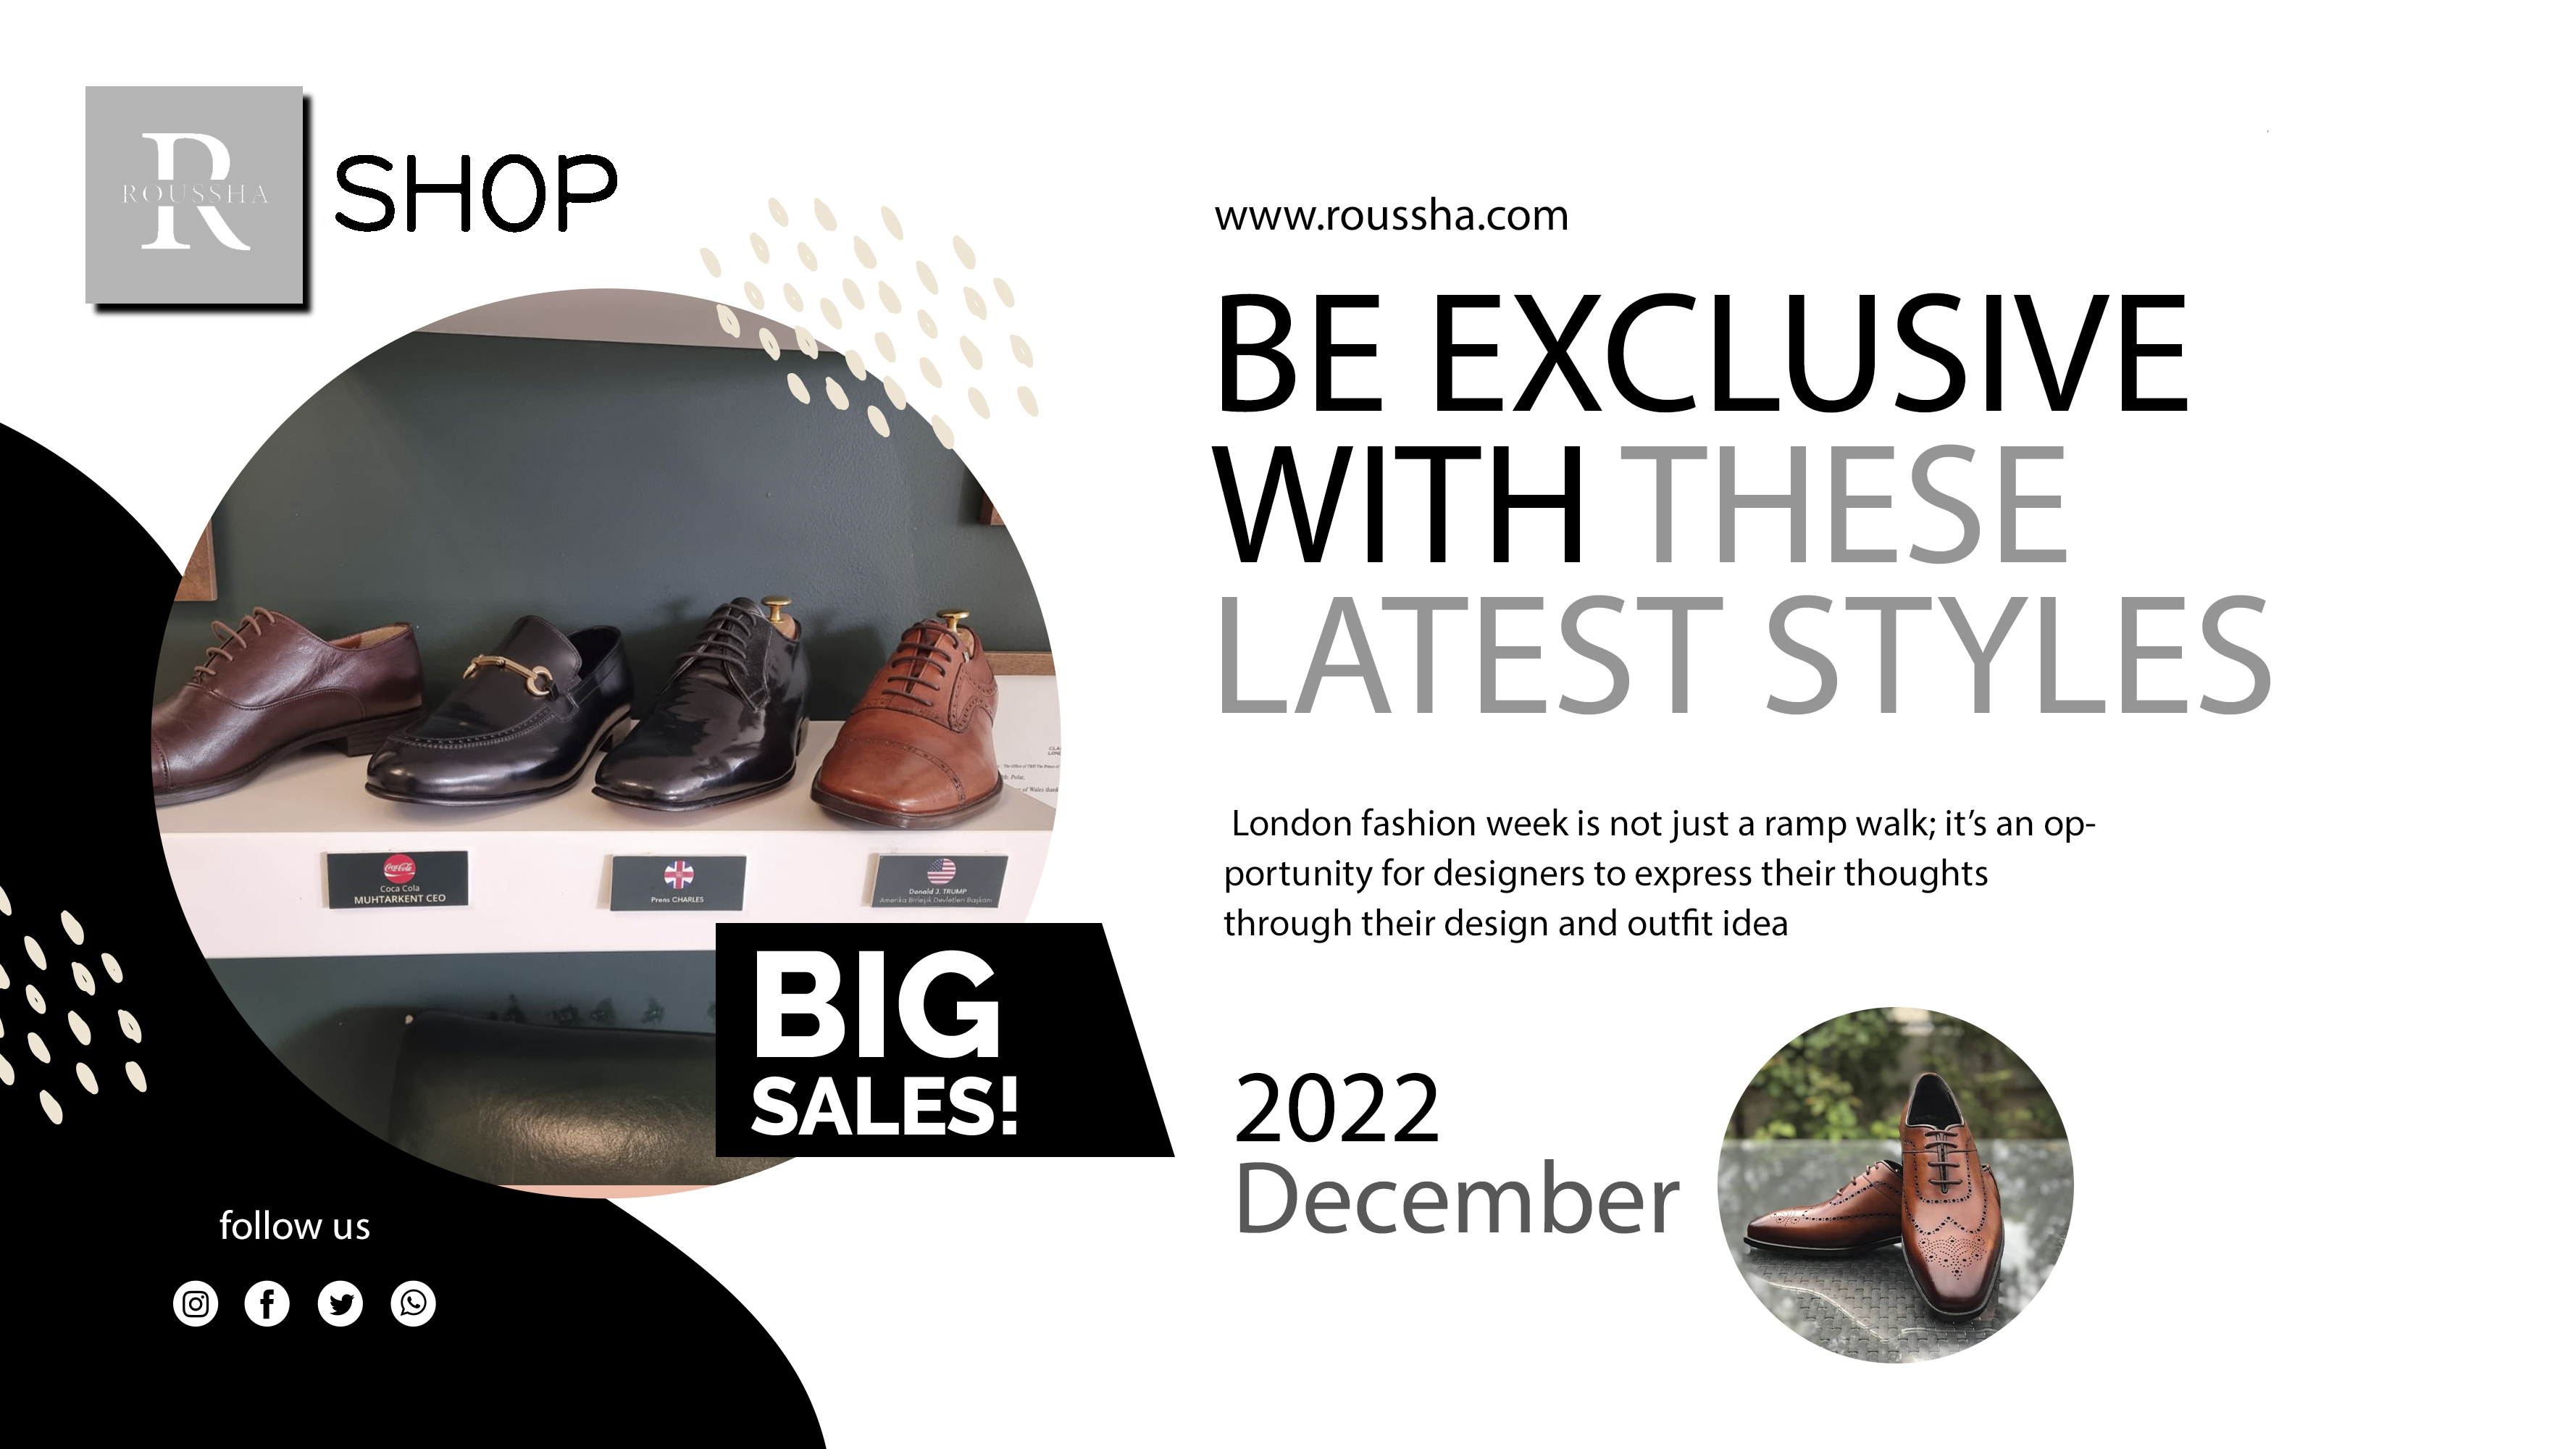 R
ROUSSHA
SHOP
www.roussha.com
BE EXCLUSIVE
WITH THESE
LATEST STYLES
London fashion week is not just a ramp walk; it’s an op-
portunity for designers to express their thoughts
through their design and outfit idea
Coca Cola
Coca Cola
MUHTARKENT CEO
Prens CHARLES
Donald J. TRUMP
Amerika Birleşik Devletleri Başkanı
BIG
SALES!
2022
December
follow us